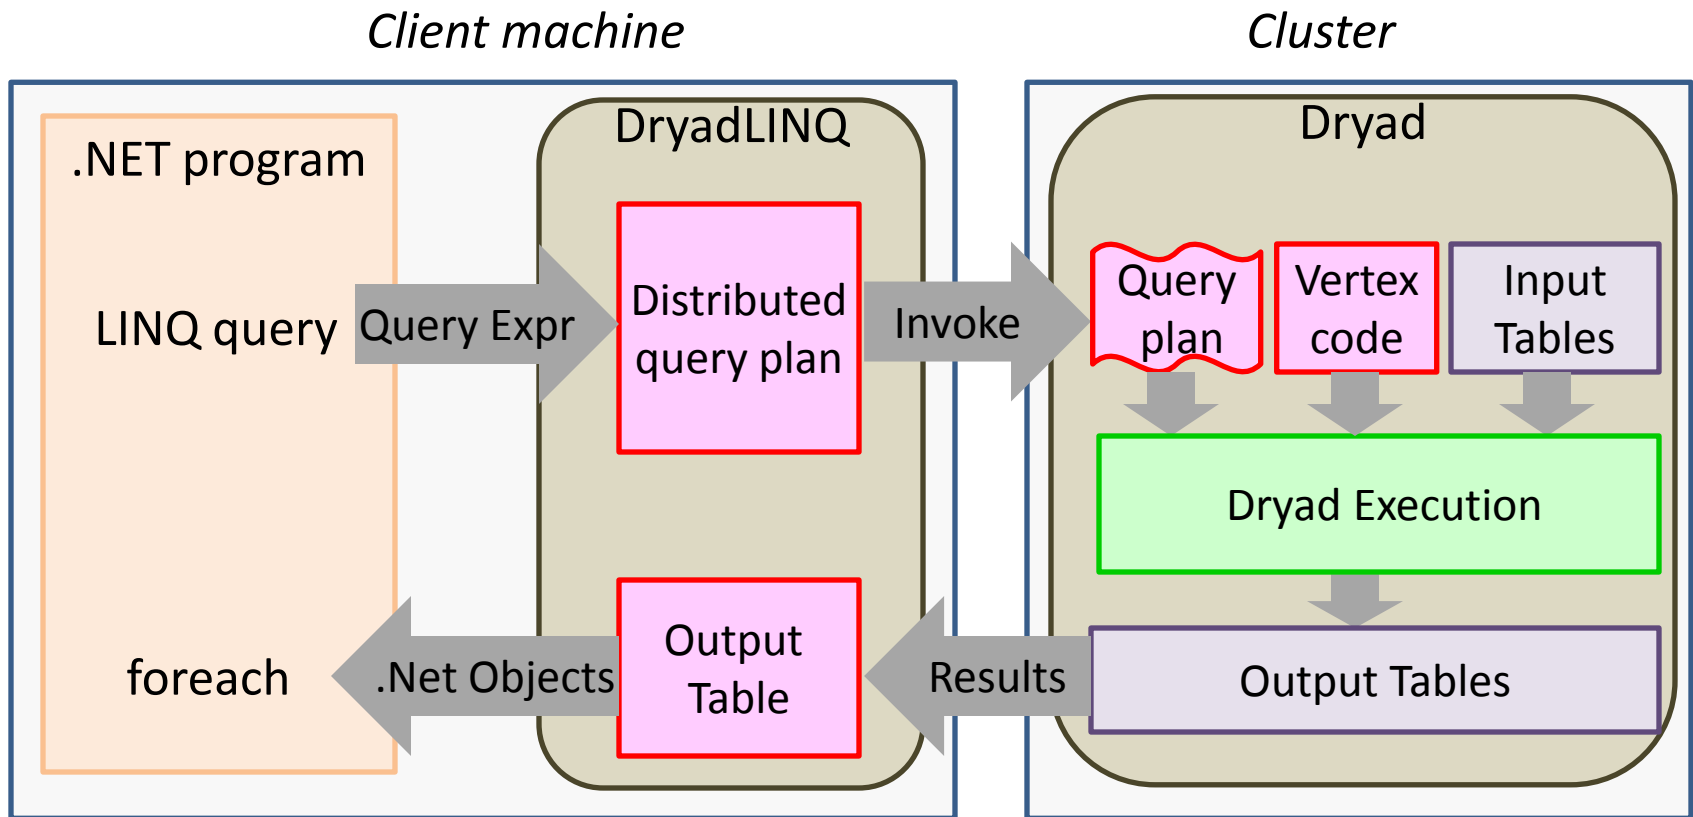 Client machine
Cluster
.NET program
DryadLINQ
Dryad
LINQ query
Query Expr
Distributed
query plan
Invoke
Query
plan
Vertex
code
Input
Tables
Dryad Execution
foreach
.Net Objects
Output
Table
Results
Output Tables